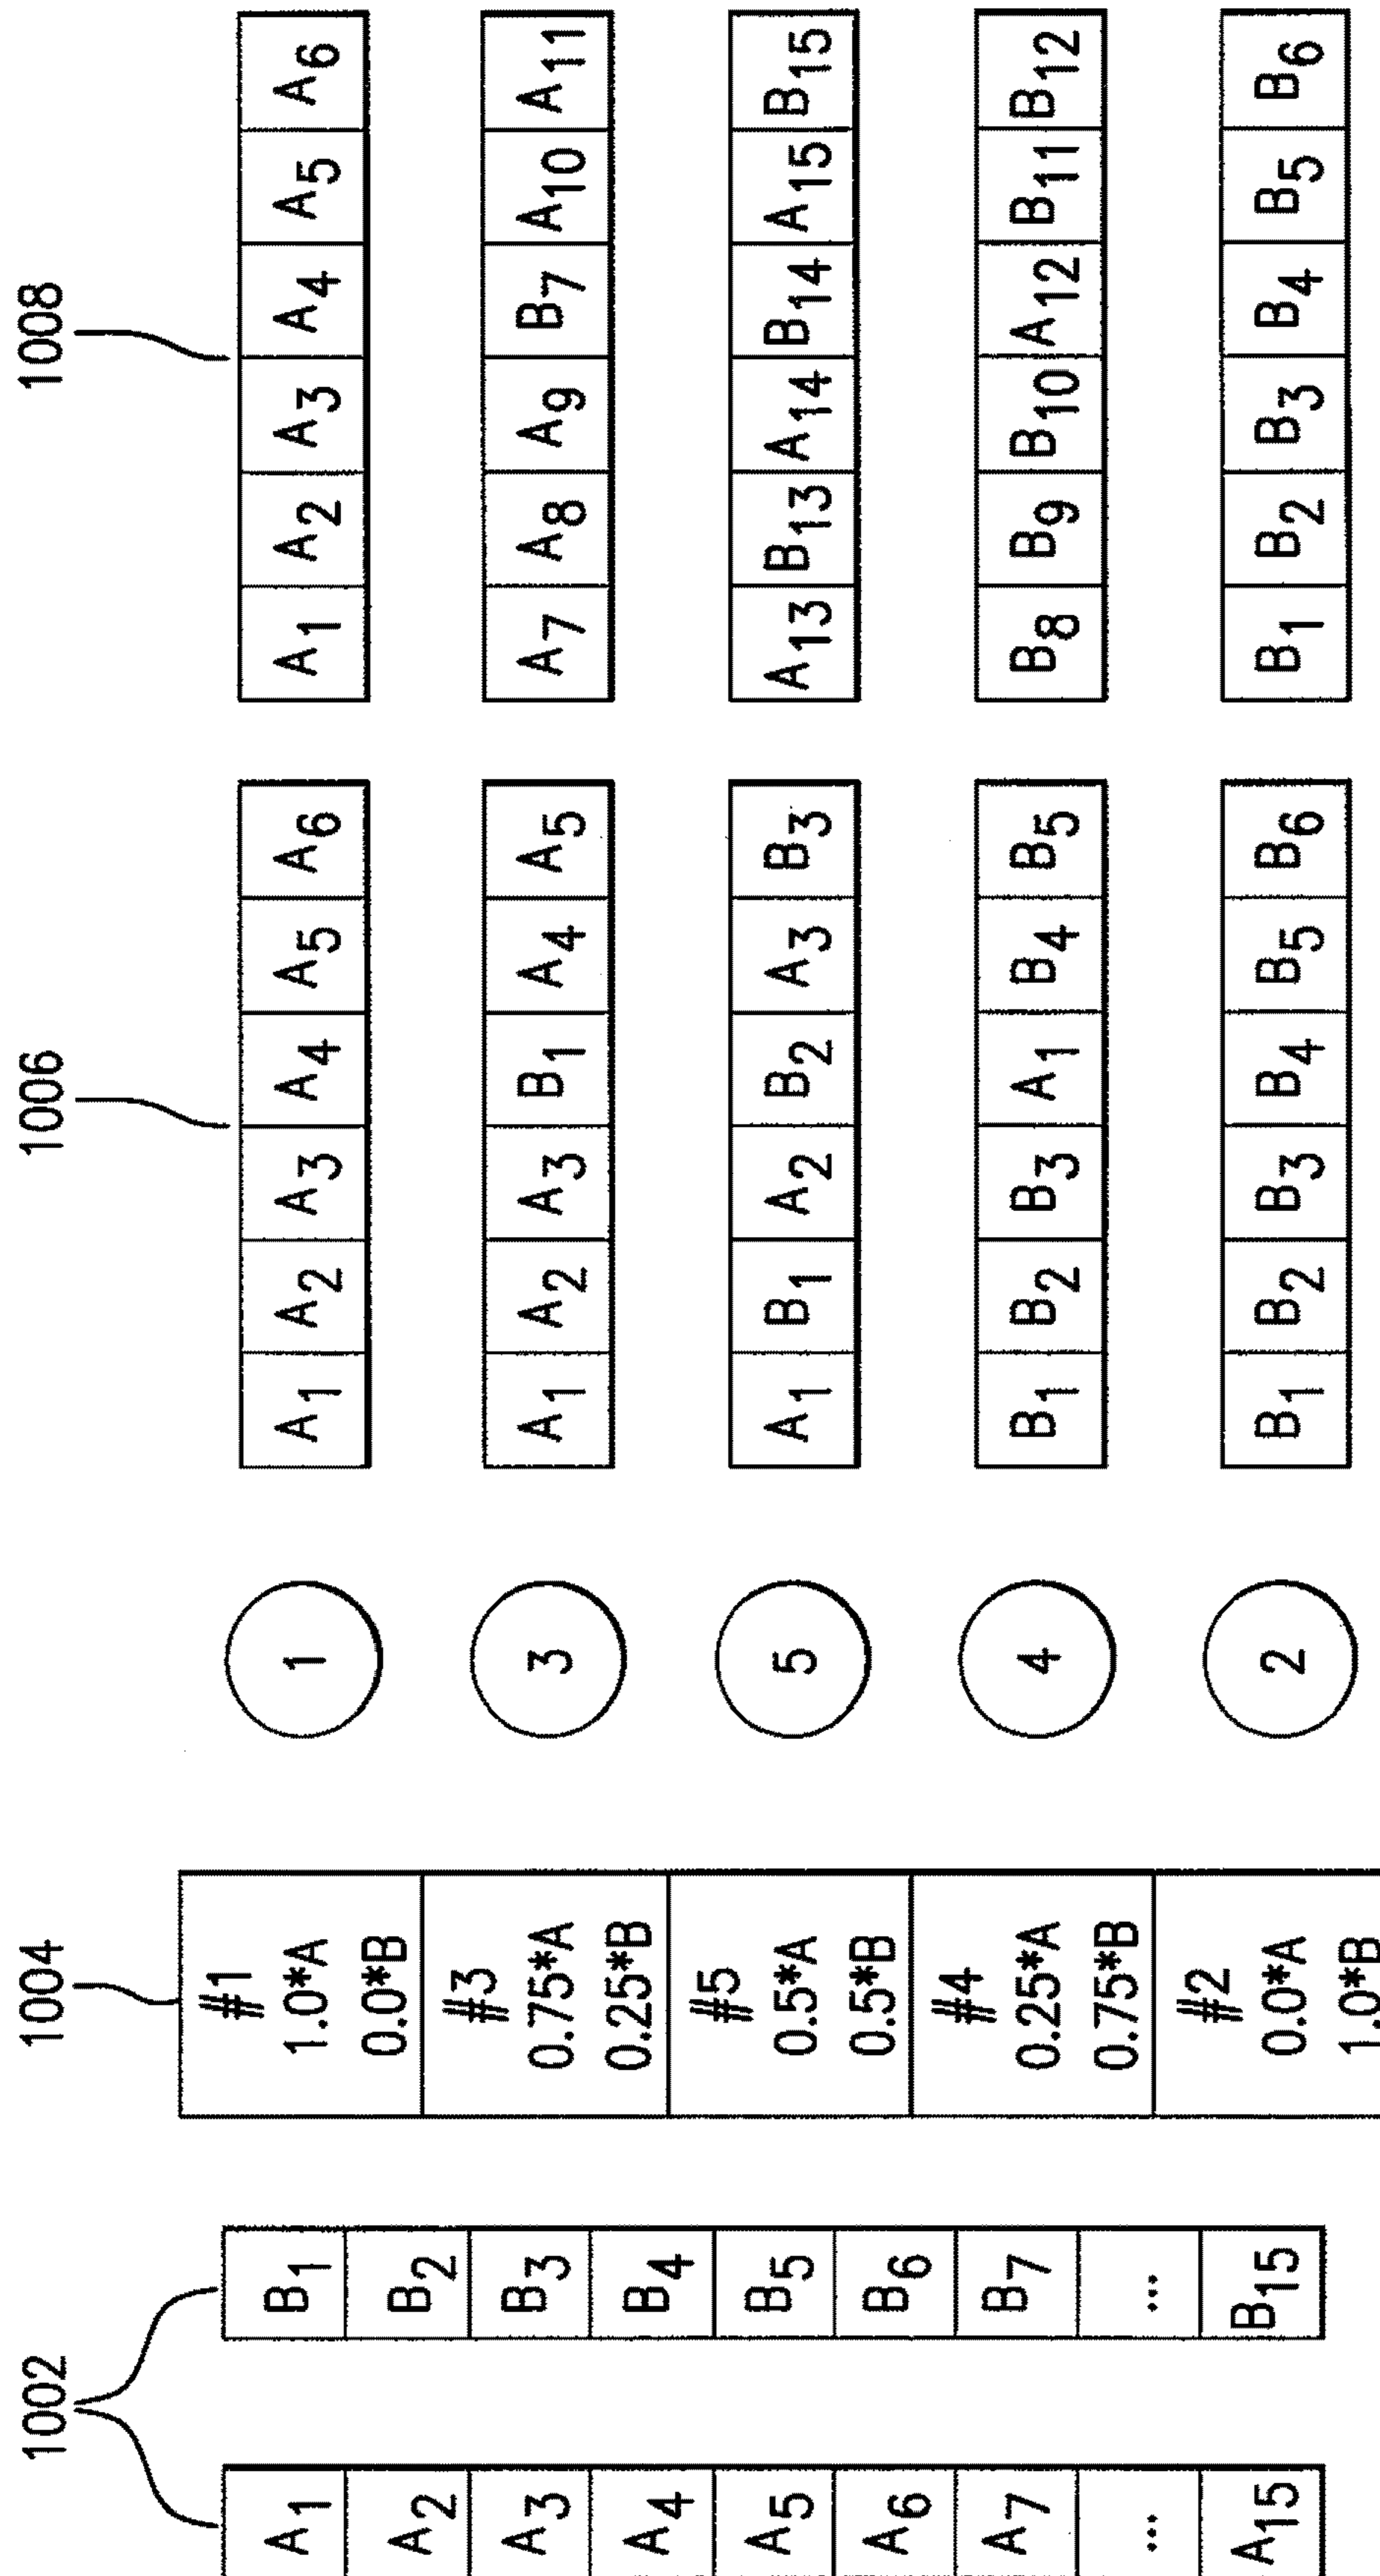 1002 1004 1006 1008
A1 B1 #1 1 A1 A2 A3 A4 A5 A6 A1 A2 A3 A4 A5 A6
A2 B2 1.0*A
0.0*B
A3 B3 #3 3 A1 A2 A3 B1 A4 A5 A7 A8 A9 B7 A10 A11
A4 B4 0.75*A
0.25*B
A5 B5 #5 5 A1 B1 A2 B2 A3 B3 A13 B13 A14 B14 A15 B15
A6 B6 0.5*A
0.5*B
A7 B7 #4 4 B1 B2 B3 A1 B4 B5 B8 B9 B10 A12 B11 B12
... ... 0.25*A
0.75*B
A15 B15 #2 2 B1 B2 B3 B4 B5 B6 B1 B2 B3 B4 B5 B6
0.0*A
1.0*B